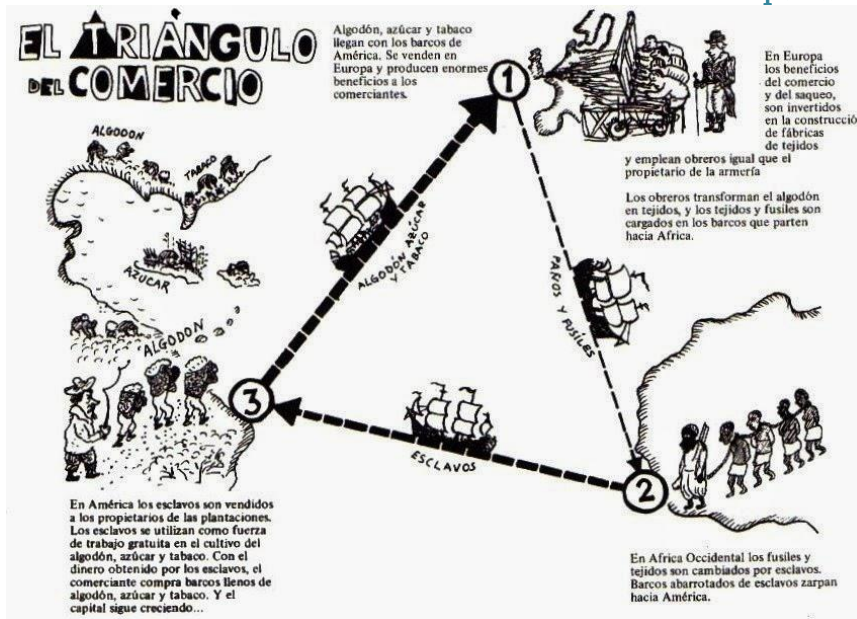 EL TRIÁNGULO
DEL COMERCIO
Algodón, azúcar y tabaco
llegan con los barcos de
América. Se venden en
Europa y producen enormes
beneficios a los
comerciantes.
1
En Europa
los beneficios
del comercio
y del saqueo,
son invertidos
en la construcción
de fábricas
de tejidos
y emplean obreros igual que el
propietario de la armería
Los obreros transforman el algodón
en tejidos, y los tejidos y fusiles son
cargados en los barcos que parten
hacia Africa.
ALGODON
TABACO
AZUCAR
ALGODON
ALGODÓN AZÚCAR
Y TABACO
PAÑOS Y FUSÍLES
3
ESCLAVOS
2
En América los esclavos son vendidos
a los propietarios de las plantaciones.
Los esclavos se utilizan como fuerza
de trabajo gratuita en el cultivo del
algodón, azúcar y tabaco. Con el
dinero obtenido por los esclavos, el
comerciante compra barcos llenos de
algodón, azúcar y tabaco. Y el
capital sigue creciendo...
En Africa Occidental los fusiles y
tejidos son cambiados por esclavos.
Barcos abarrotados de esclavos zarpan
hacia América.